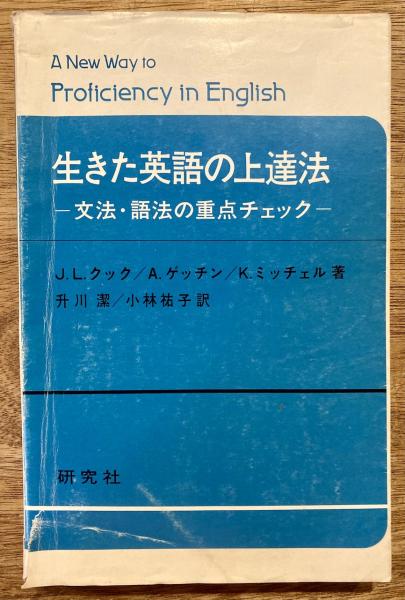 A New Way to
Proficiency in English
生きた英語の上達法
—文法・語法の重点チェック—
J.L.クック／A.ゲッチン／K.ミッチェル 著
升川 潔／小林祐子 訳
研究社